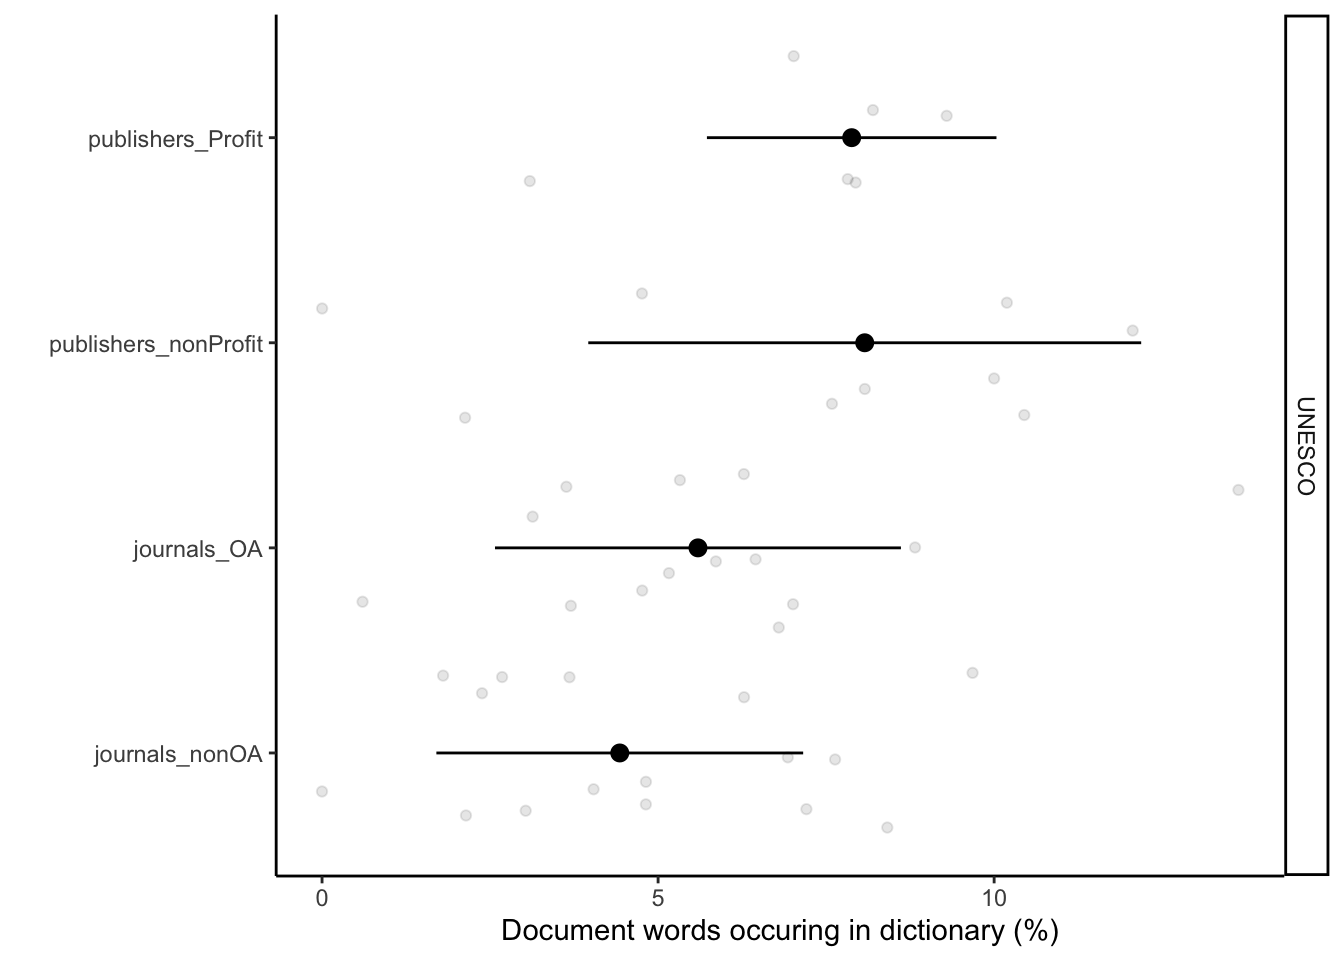 publishers_Profit
publishers_nonProfit
journals_OA
journals_nonOA
UNESCO
0 5 10
Document words occuring in dictionary (%)